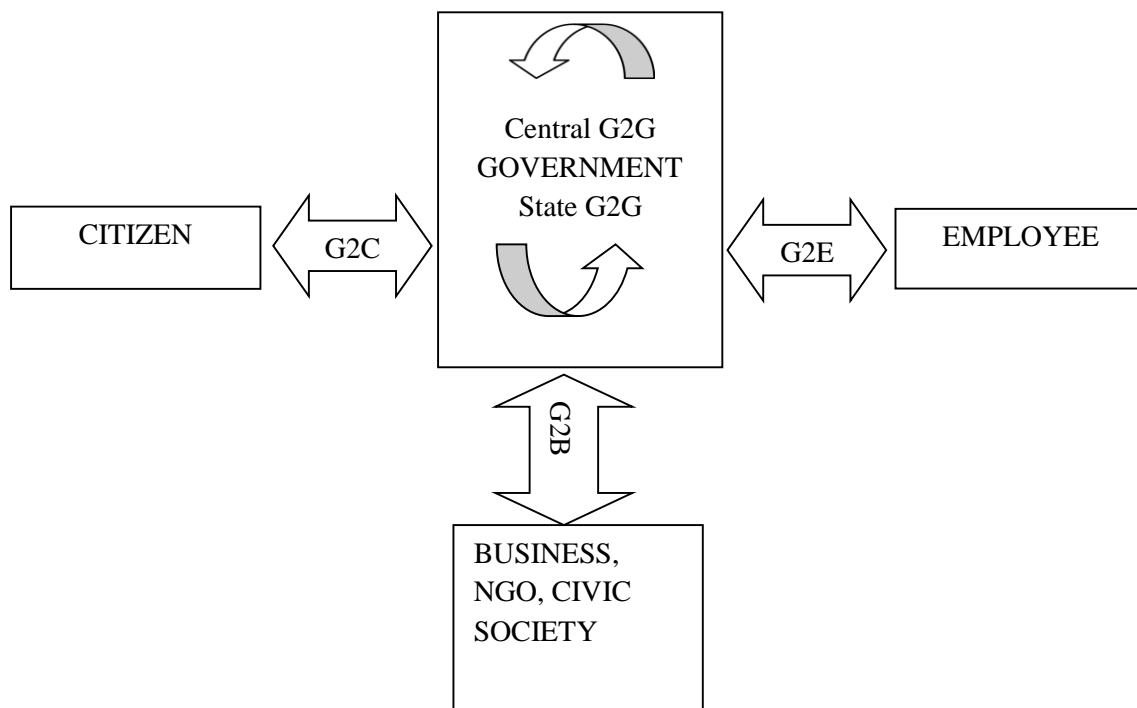 Central G2G
GOVERNMENT
State G2G
CITIZEN
G2C
G2E
EMPLOYEE
G2B
BUSINESS,
NGO, CIVIC
SOCIETY